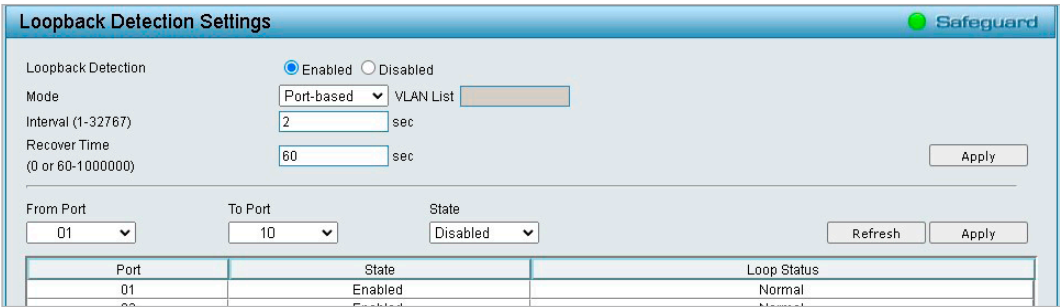 Loopback Detection Settings Safeguard
Loopback Detection Enabled Disabled
Mode Port-based VLAN List
Interval (1-32767) 2 sec
Recover Time
(0 or 60-1000000) 60 sec Apply
From Port To Port State
01 10 Disabled Refresh Apply
Port State Loop Status
01 Enabled Normal